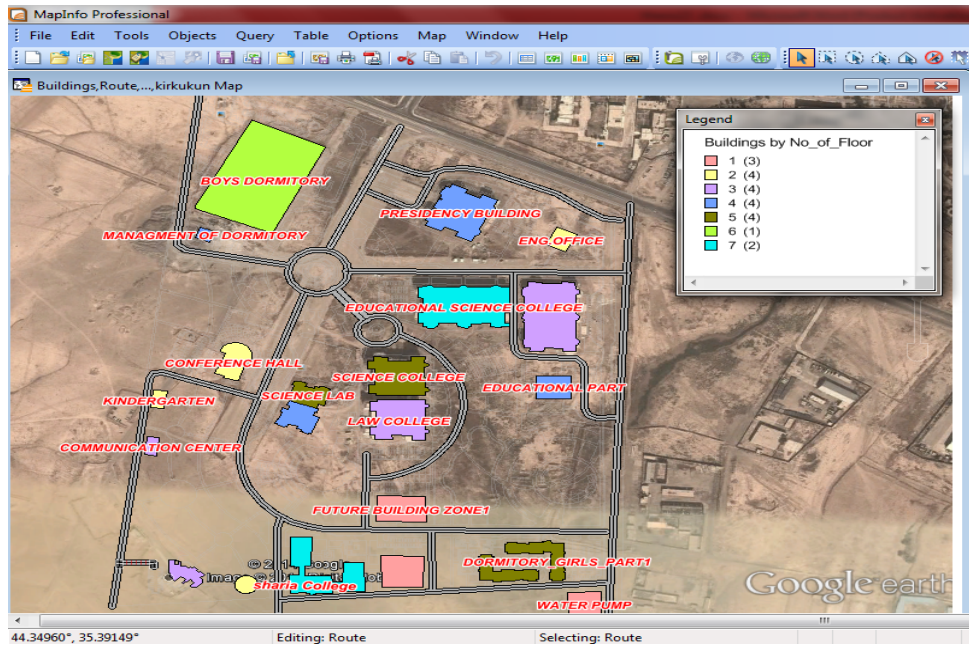 MapInfo Professional
File Edit Tools Objects Query Table Options Map Window Help
Buildings,Route,...,kirkukun Map
Legend
Buildings by No_of_Floor
1 (3)
2 (4)
3 (4)
4 (4)
5 (4)
6 (1)
7 (2)
BOYS DORMITORY
PRESIDENCY BUILDING
MANAGMENT OF DORMITORY
ENG.OFFICE
EDUCATIONAL SCIENCE COLLEGE
CONFERENCE HALL
SCIENCE COLLEGE
EDUCATIONAL PART
KINDERGARTEN
SCIENCE LAB
LAW COLLEGE
COMMUNICATION CENTER
FUTURE BUILDING ZONE1
DORMITORY_GIRLS_PART1
sharia College
Google earth
WATER PUMP
44.34960°, 35.39149°
Editing: Route
Selecting: Route